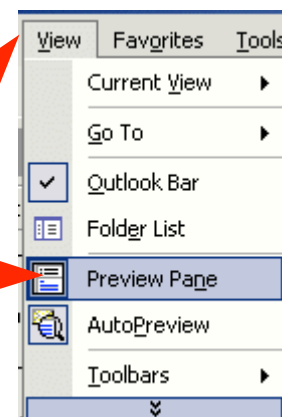 View Favorites Tools
Current View
Go To
Outlook Bar
Folder List
Preview Pane
AutoPreview
Toolbars